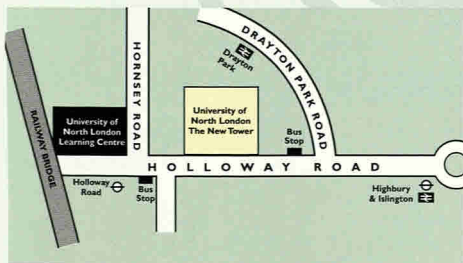 HORNSEY ROAD
DRAYTON PARK ROAD
Drayton
Park
RAILWAY BRIDGE
University of
North London
Learning Centre
University of
North London
The New Tower
Bus
Stop
HOLLOWAY ROAD
Holloway
Road
Bus
Stop
Highbury
& Islington